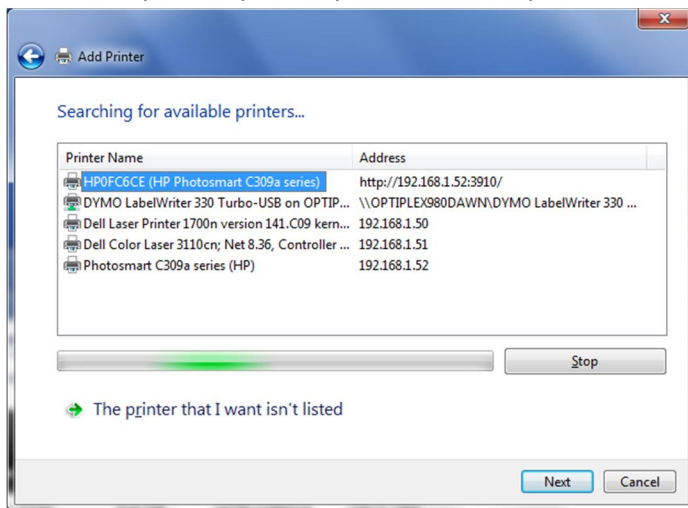 Add Printer
Searching for available printers...
Printer Name Address
HP0FC6CE (HP Photosmart C309a series) http://192.168.1.52:3910/
DYMO LabelWriter 330 Turbo-USB on OPTIP... \\OPTIPLEX980DAWN\DYMO LabelWriter 330 ...
Dell Laser Printer 1700n version 141.C09 kern... 192.168.1.50
Dell Color Laser 3110cn; Net 8.36, Controller ... 192.168.1.51
Photosmart C309a series (HP) 192.168.1.52
Stop
The printer that I want isn't listed
Next Cancel